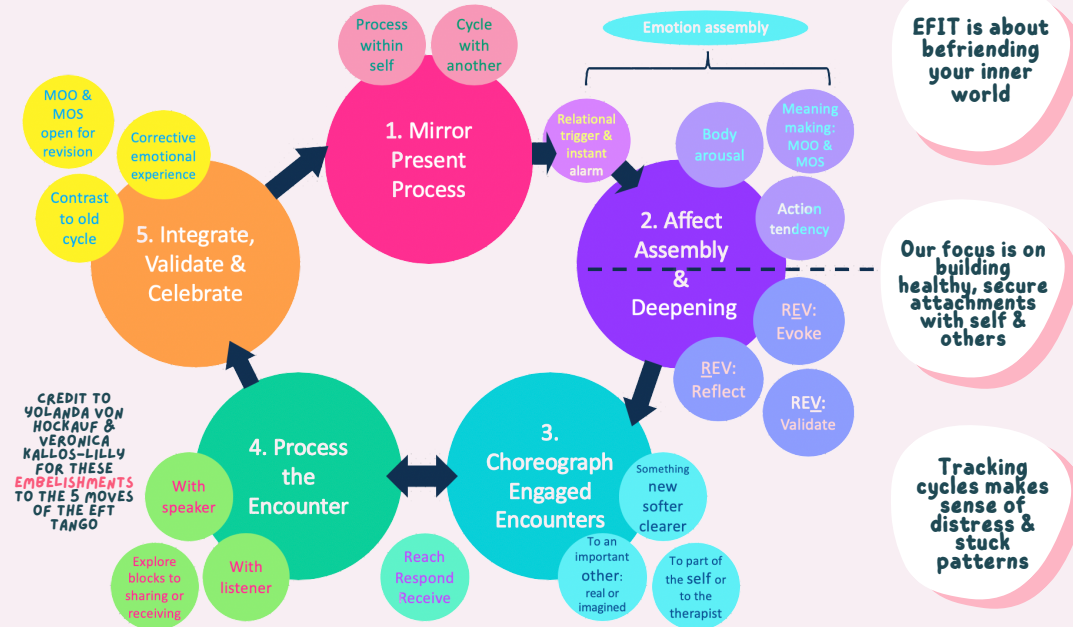 Process
within
self
Cycle
with
another
1. Mirror
Present
Process
Emotion assembly
Relational
trigger &
instant
alarm
Body
arousal
Meaning
making:
MOO &
MOS
Action
tendency
2. Affect
Assembly
&
Deepening
REV:
Evoke
REV:
Reflect
REV:
Validate
3.
Choreograph
Engaged
Encounters
Something
new
softer
clearer
To an
important
other:
real or
imagined
To part of
the self or
to the
therapist
Reach
Respond
Receive
4. Process
the
Encounter
With
speaker
With
listener
Explore
blocks to
sharing or
receiving
5. Integrate,
Validate &
Celebrate
MOO &
MOS
open for
revision
Corrective
emotional
experience
Contrast
to old
cycle
CREDIT TO
YOLANDA VON
HOCKAUF &
VERONICA
KALLOS-LILLY
FOR THESE
EMBELISHMENTS
TO THE 5 MOVES
OF THE EFT
TANGO
EFIT is about
befriending
your inner
world
Our focus is on
building
healthy, secure
attachments
with self &
others
Tracking
cycles makes
sense of
distress &
stuck
patterns